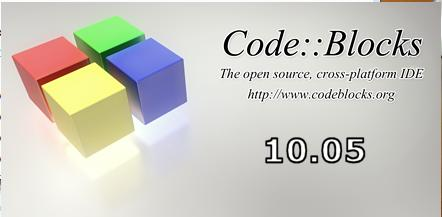 Code::Blocks
The open source, cross-platform IDE
http://www.codeblocks.org
10.05